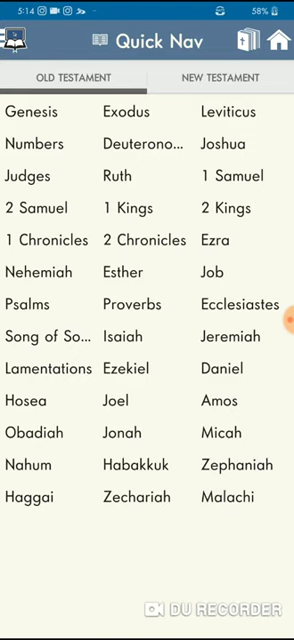 5:14 58%
Quick Nav
OLD TESTAMENT NEW TESTAMENT
Genesis Exodus Leviticus
Numbers Deuterono... Joshua
Judges Ruth 1 Samuel
2 Samuel 1 Kings 2 Kings
1 Chronicles 2 Chronicles Ezra
Nehemiah Esther Job
Psalms Proverbs Ecclesiastes
Song of So... Isaiah Jeremiah
Lamentations Ezekiel Daniel
Hosea Joel Amos
Obadiah Jonah Micah
Nahum Habakkuk Zephaniah
Haggai Zechariah Malachi
DU RECORDER